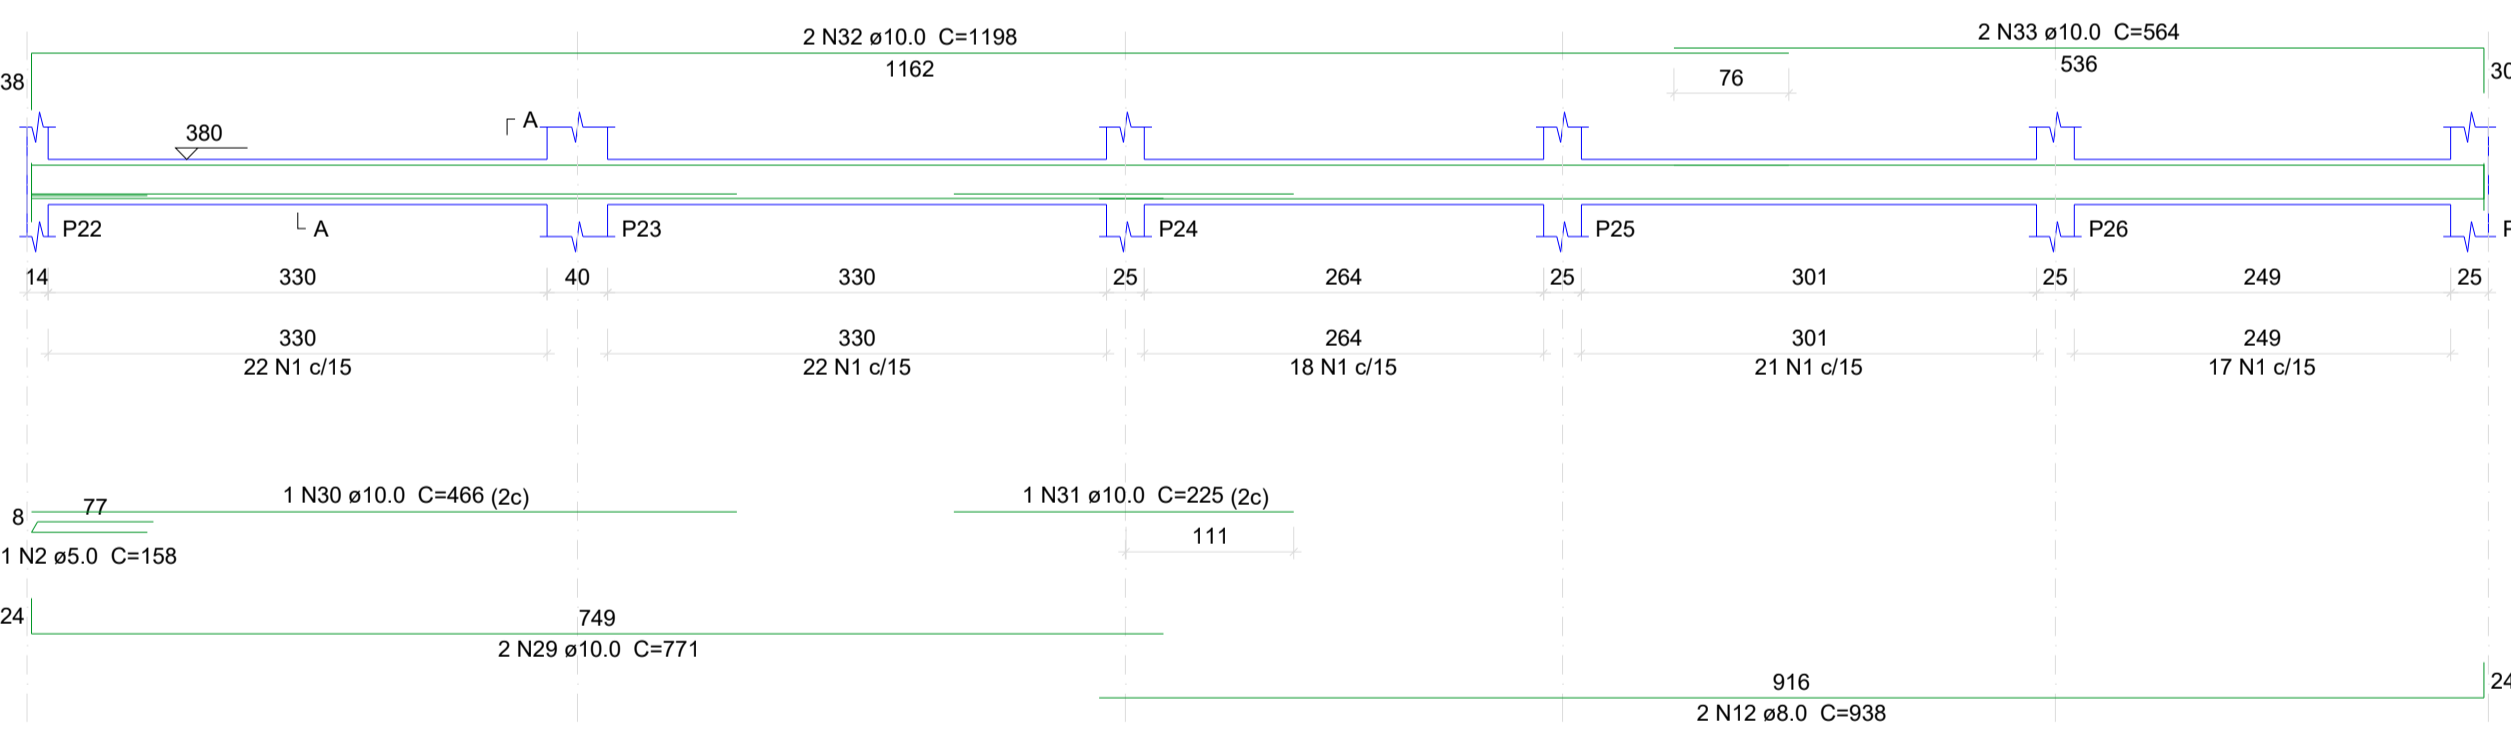 2 N32 ø10.0 C=1198
2 N33 ø10.0 C=564
1162
536
38
76
30
380
A
A
P22
P23
P24
P25
P26
14
330
40
330
25
264
25
301
25
249
25
330
330
264
301
249
22 N1 c/15
22 N1 c/15
18 N1 c/15
21 N1 c/15
17 N1 c/15
1 N30 ø10.0 C=466 (2c)
1 N31 ø10.0 C=225 (2c)
77
8
111
1 N2 ø5.0 C=158
24
749
2 N29 ø10.0 C=771
916
24
2 N12 ø8.0 C=938